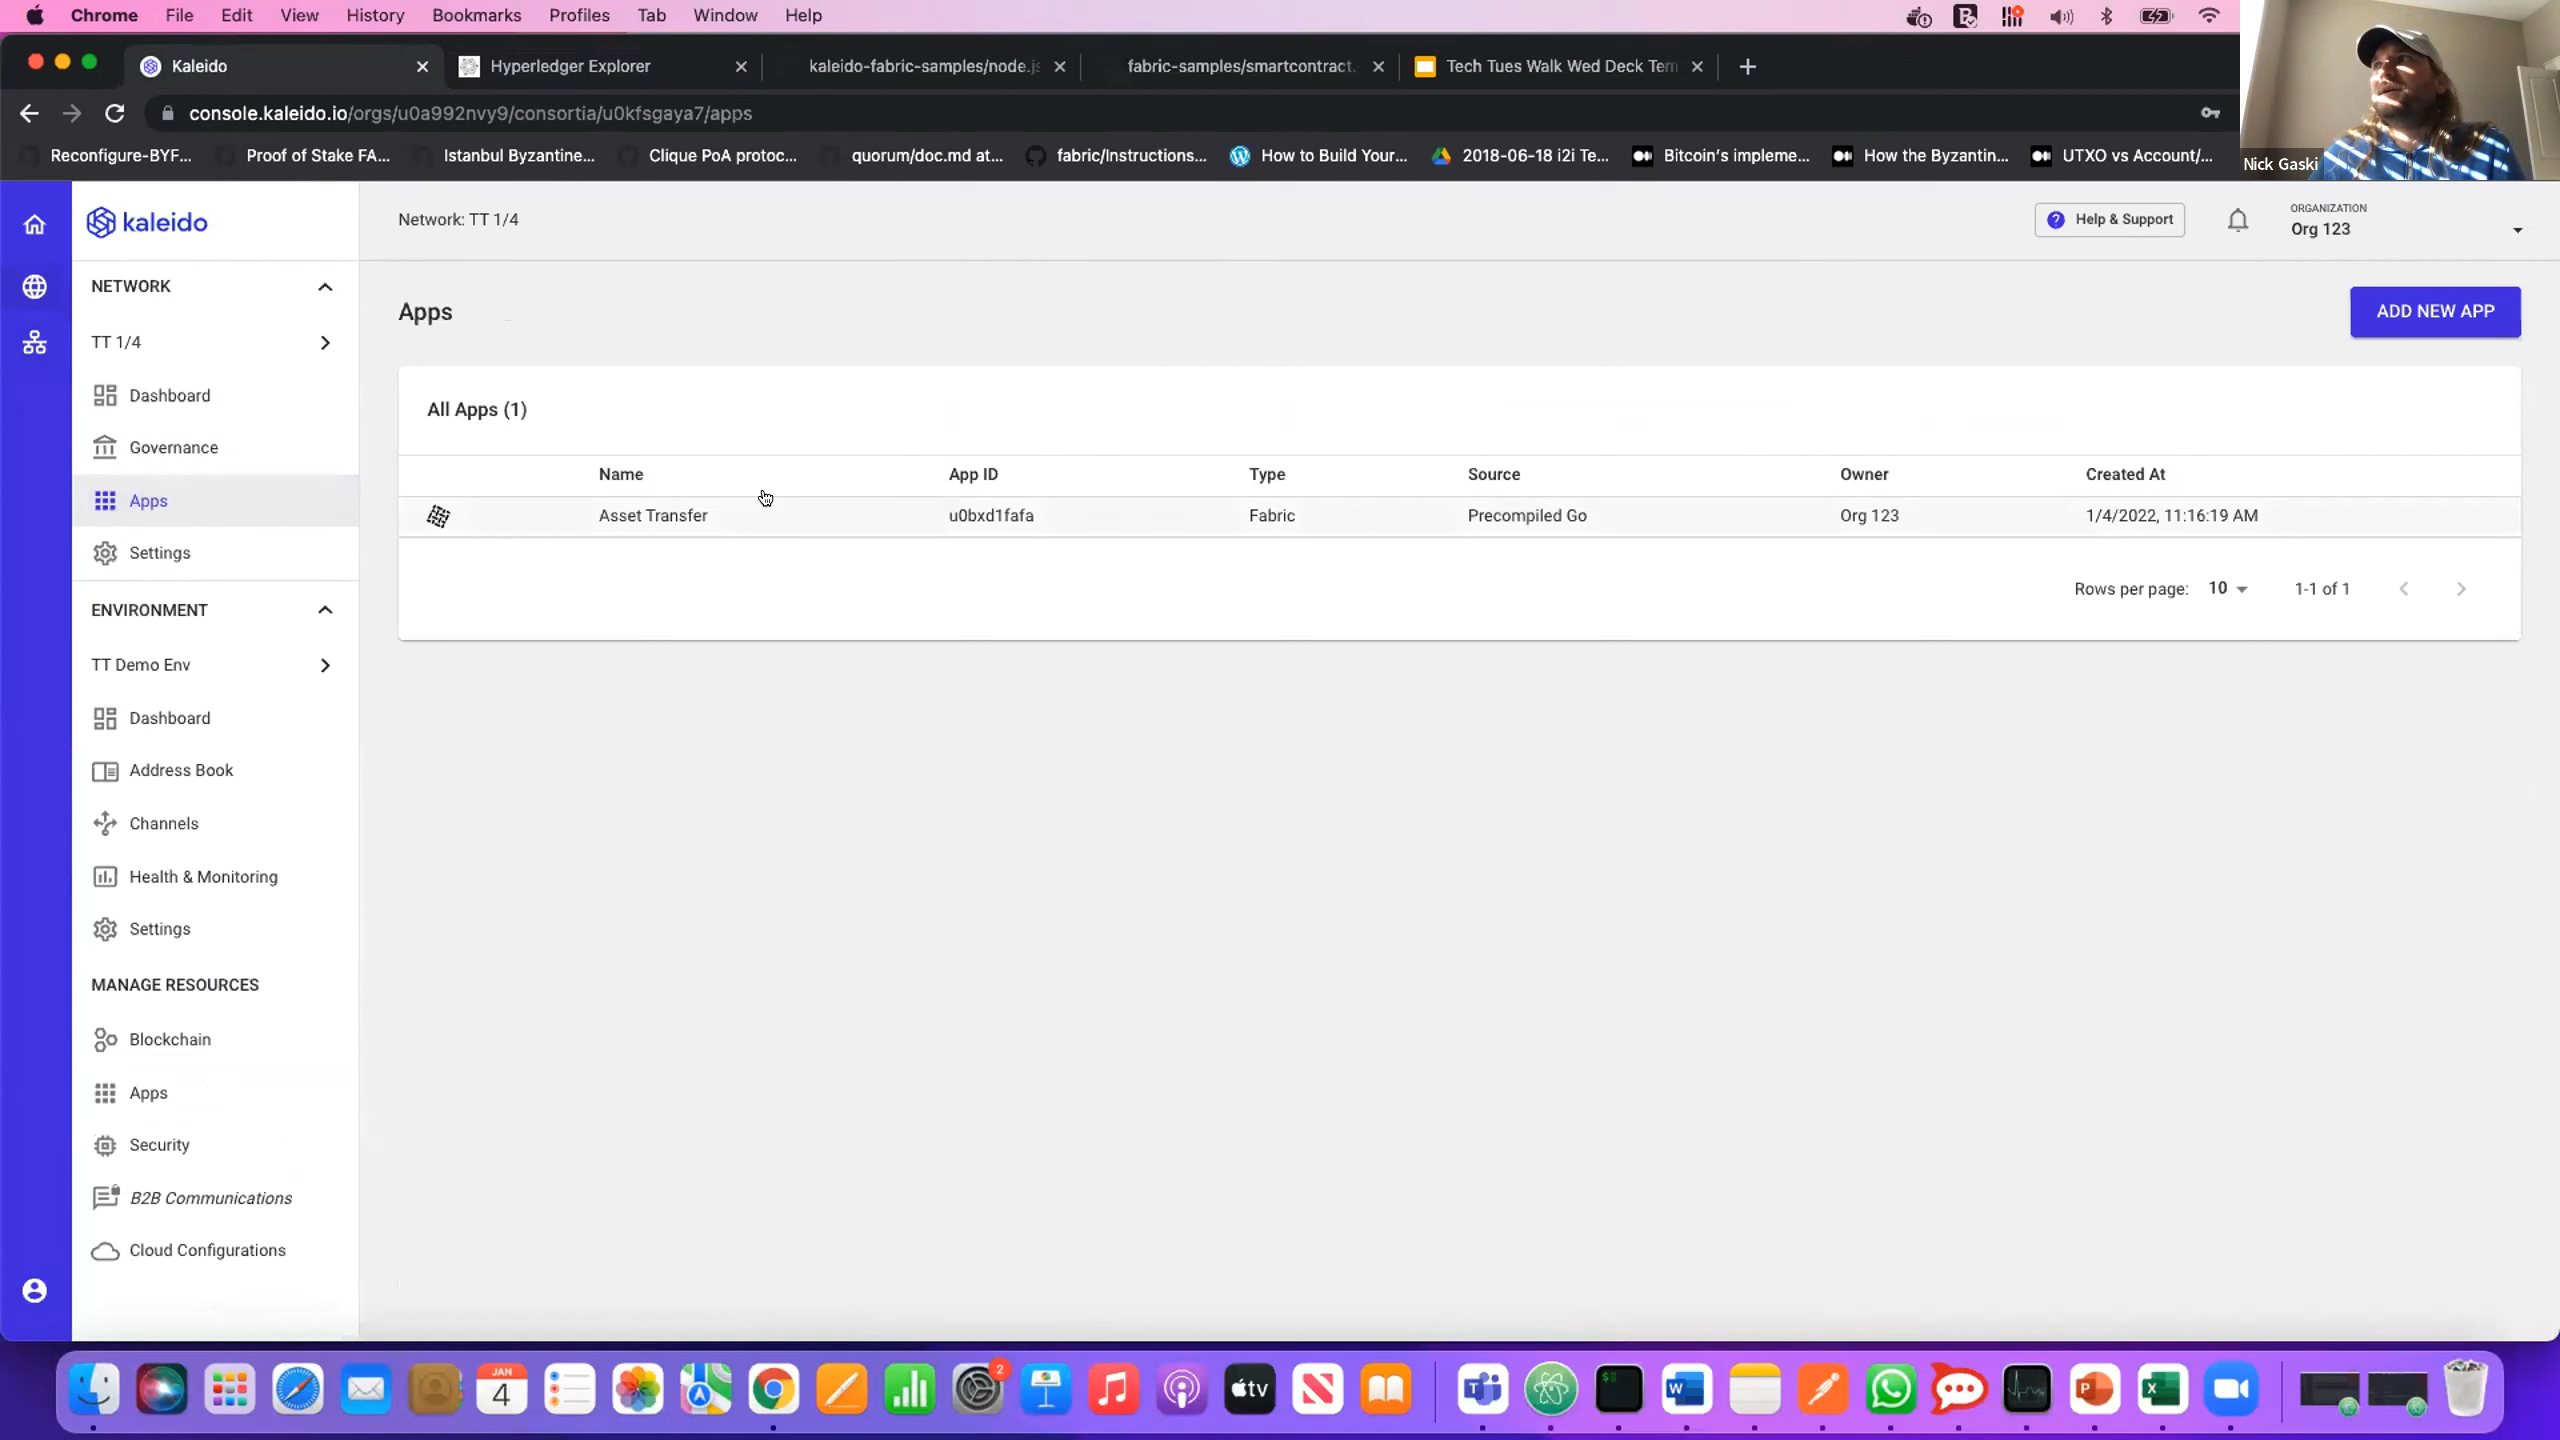 Chrome File Edit View History Bookmarks Profiles Tab Window Help
Kaleido
Hyperledger Explorer
kaleido-fabric-samples/node.js
fabric-samples/smartcontract.
Tech Tues Walk Wed Deck Tem
console.kaleido.io/orgs/u0a992nvy9/consortia/u0kfsgaya7/apps
Reconfigure-BYF...
Proof of Stake FA...
Istanbul Byzantine...
Clique PoA protoc...
quorum/doc.md at...
fabric/Instructions...
How to Build Your...
2018-06-18 i2i Te...
Bitcoin's impleme...
How the Byzantin...
UTXO vs Account/...
Nick Gaski
kaleido
Network: TT 1/4
Help & Support
ORGANIZATION
Org 123
NETWORK
TT 1/4
Dashboard
Governance
Apps
Settings
ENVIRONMENT
TT Demo Env
Dashboard
Address Book
Channels
Health & Monitoring
Settings
MANAGE RESOURCES
Blockchain
Apps
Security
B2B Communications
Cloud Configurations
Apps
ADD NEW APP
All Apps (1)
Name App ID Type Source Owner Created At
Asset Transfer u0bxd1fafa Fabric Precompiled Go Org 123 1/4/2022, 11:16:19 AM
Rows per page: 10 1-1 of 1
JAN
4
2
tv